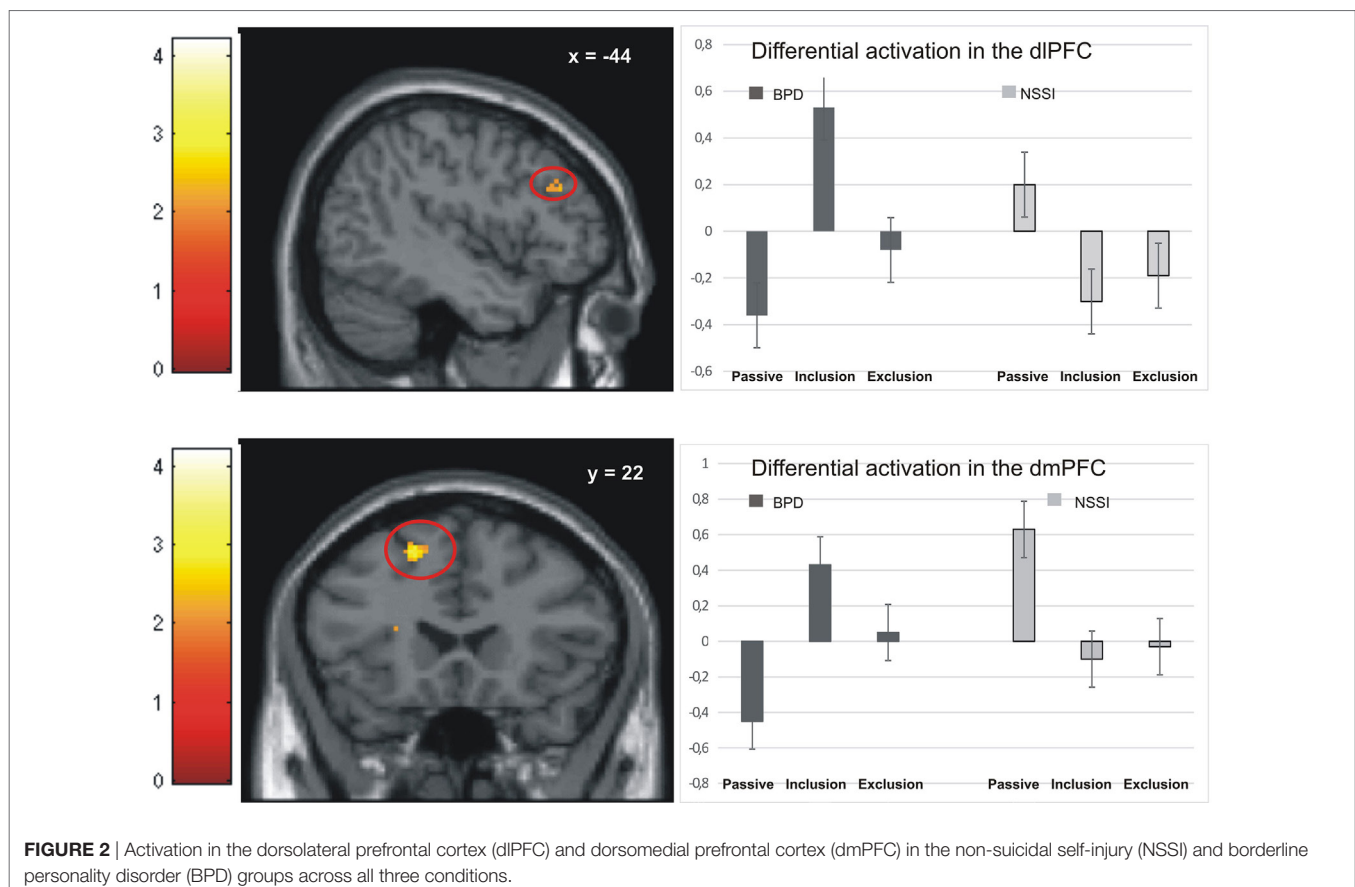 4
3
2
1
0
x = -44
Differential activation in the dlPFC
BPD
NSSI
0,8
0,6
0,4
0,2
0
-0,2
-0,4
-0,6
Passive Inclusion Exclusion
Passive Inclusion Exclusion
4
3
2
1
0
y = 22
Differential activation in the dmPFC
BPD
NSSI
1
0,8
0,6
0,4
0,2
0
-0,2
-0,4
-0,6
-0,8
Passive Inclusion Exclusion
Passive Inclusion Exclusion
FIGURE 2 | Activation in the dorsolateral prefrontal cortex (dlPFC) and dorsomedial prefrontal cortex (dmPFC) in the non-suicidal self-injury (NSSI) and borderline
personality disorder (BPD) groups across all three conditions.